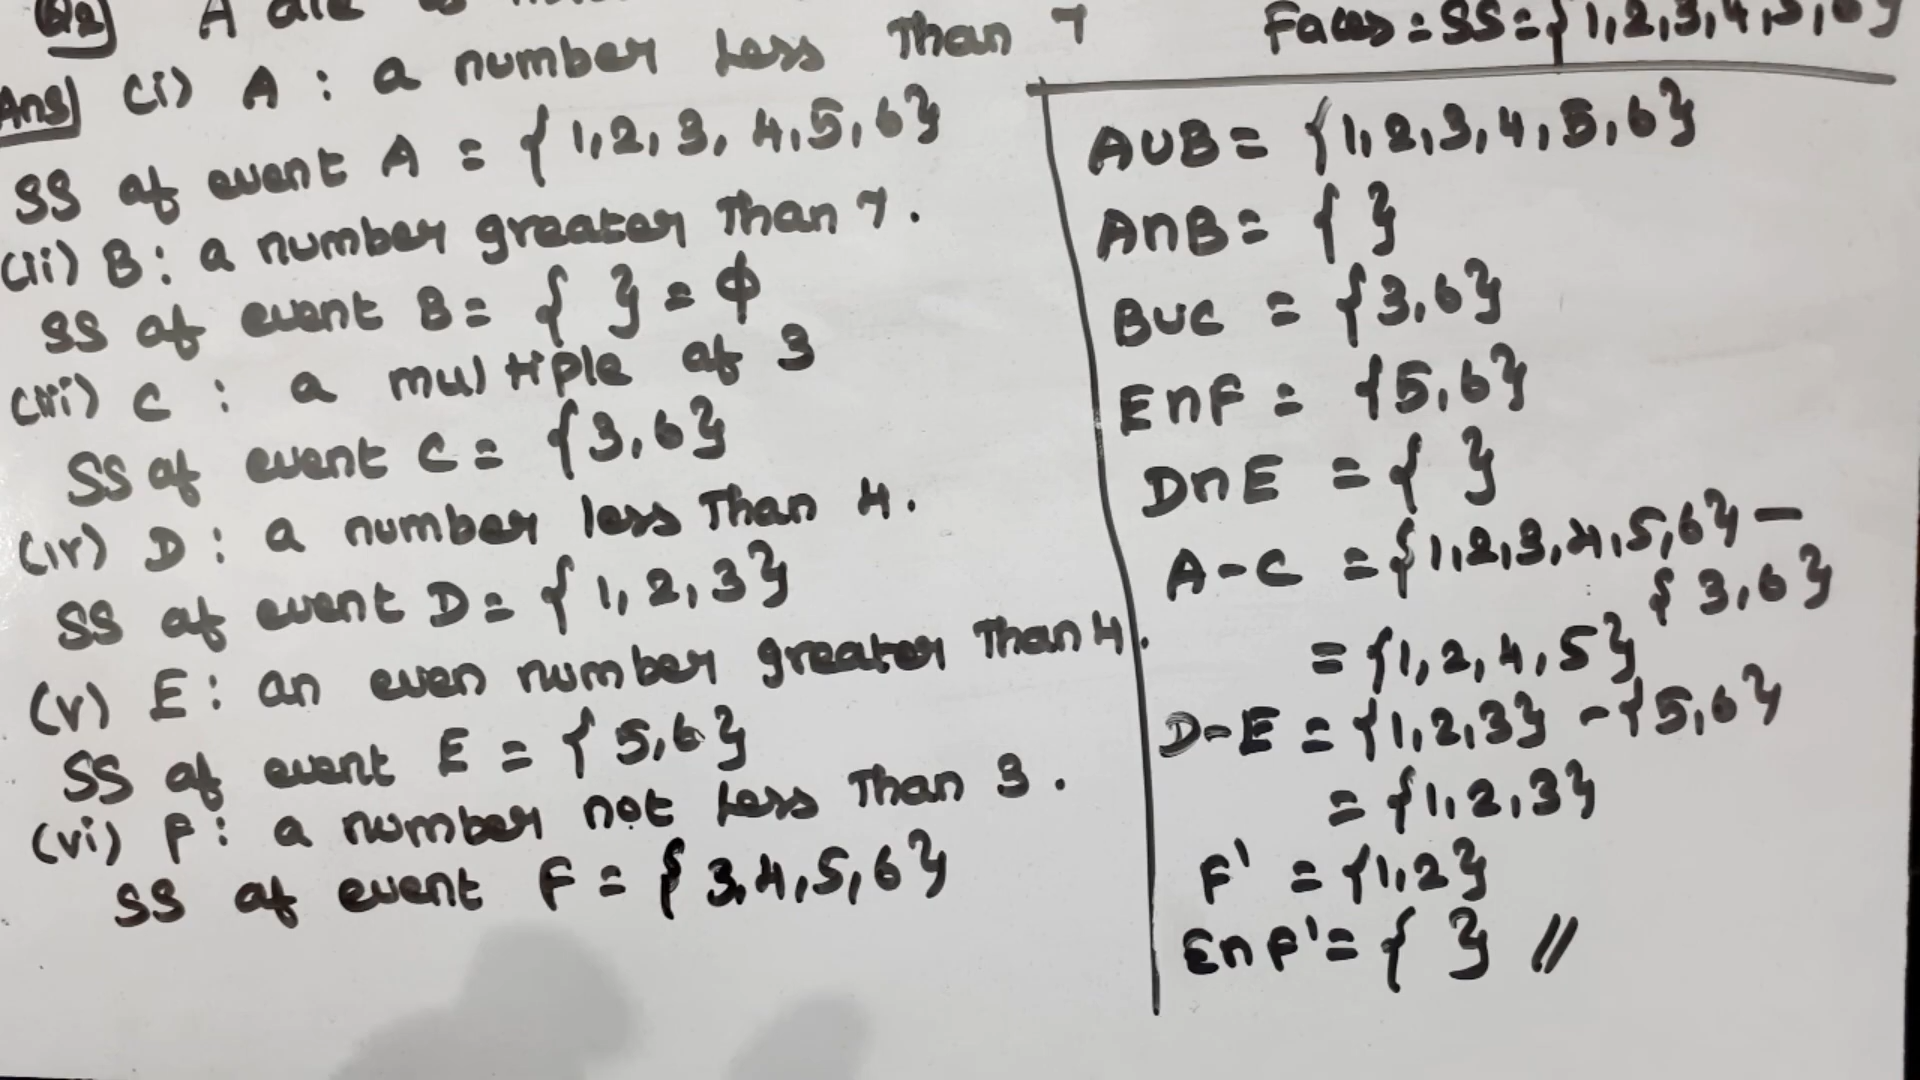 Q2) A die is
Faces = SS = {1,2,3,4,5,6}
Ans) (i) A : a number less Than 7
SS of event A = {1,2,3,4,5,6}
(ii) B : a number greater Than 7.
SS of event B = { } = φ
(iii) C : a multiple of 3
SS of event C = {3,6}
(iv) D : a number less Than 4.
SS of event D = {1,2,3}
(v) E : an even number greater Than 4.
SS of event E = {5,6}
(vi) F : a number not less Than 3.
SS of event F = {3,4,5,6}
A∪B = {1,2,3,4,5,6}
A∩B = { }
B∪C = {3,6}
E∩F = {5,6}
D∩E = { }
A-C = {1,2,3,4,5,6} -
{3,6}
= {1,2,4,5}
D-E = {1,2,3} - {5,6}
= {1,2,3}
F' = {1,2}
E∩F' = { } //